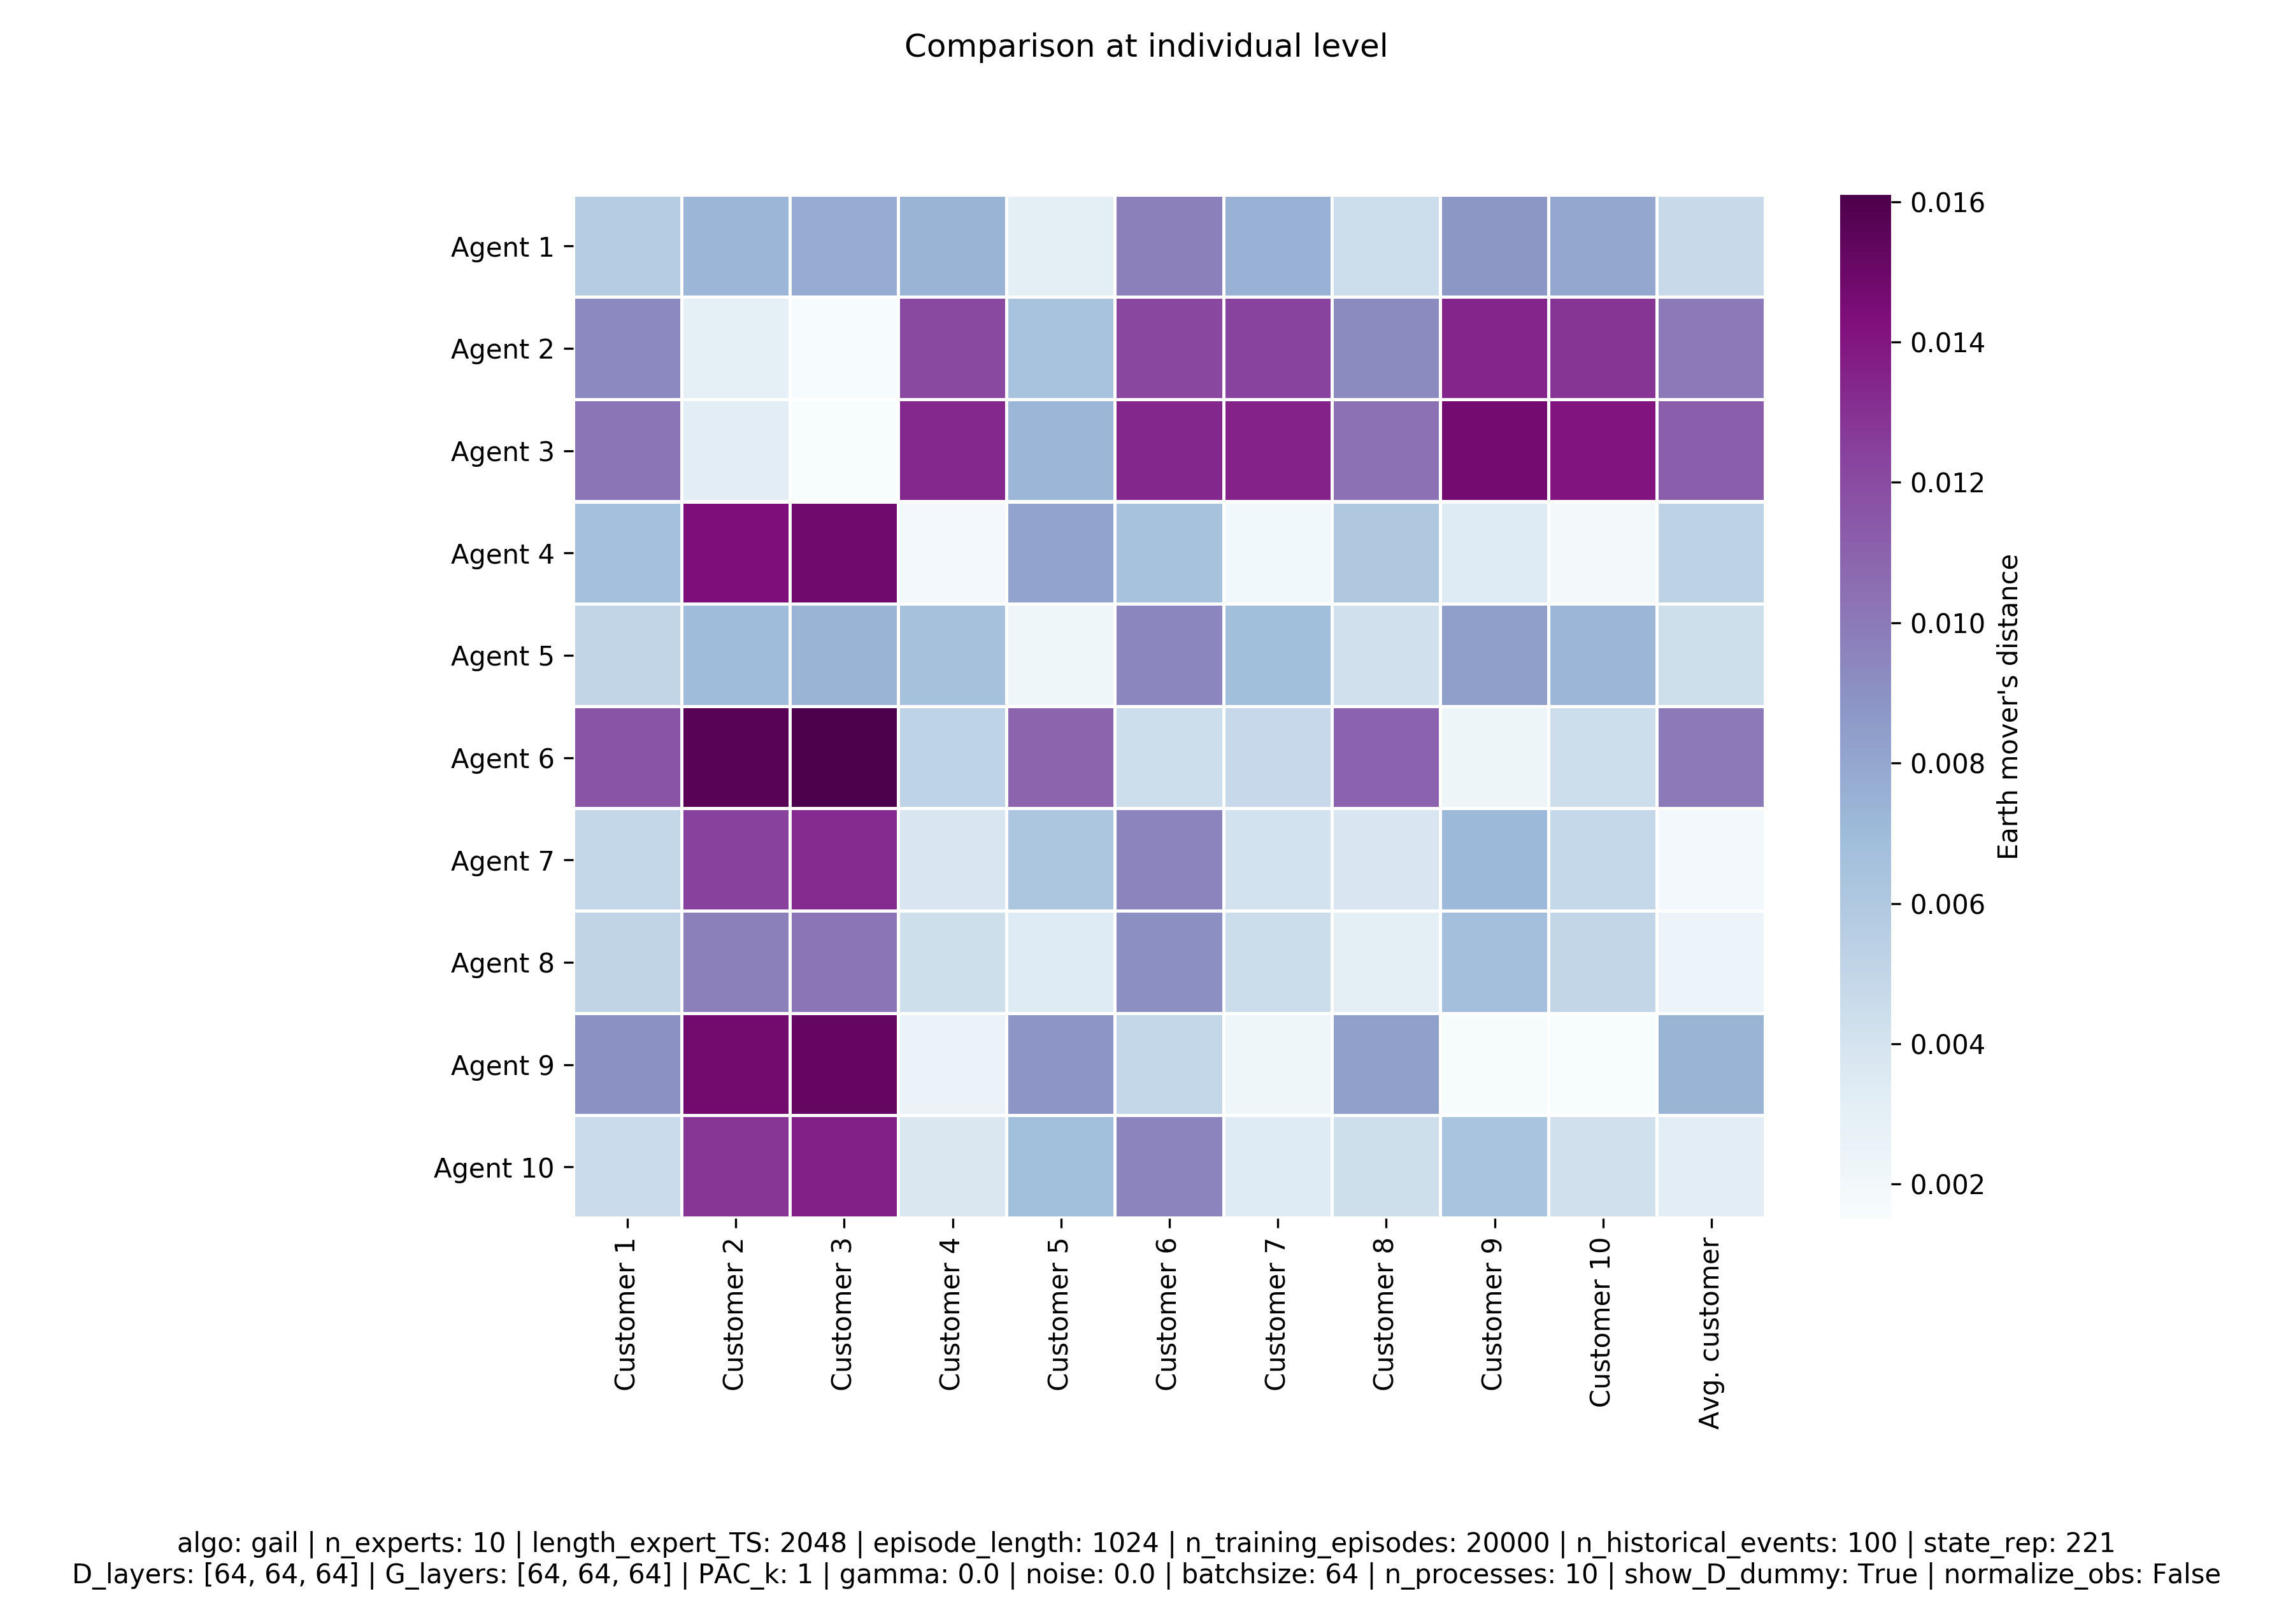 Comparison at individual level
Agent 1
Agent 2
Agent 3
Agent 4
Agent 5
Agent 6
Agent 7
Agent 8
Agent 9
Agent 10
Customer 1
Customer 2
Customer 3
Customer 4
Customer 5
Customer 6
Customer 7
Customer 8
Customer 9
Customer 10
Avg. customer
0.016
0.014
0.012
0.010
0.008
0.006
0.004
0.002
Earth mover's distance
algo: gail | n_experts: 10 | length_expert_TS: 2048 | episode_length: 1024 | n_training_episodes: 20000 | n_historical_events: 100 | state_rep: 221
D_layers: [64, 64, 64] | G_layers: [64, 64, 64] | PAC_k: 1 | gamma: 0.0 | noise: 0.0 | batchsize: 64 | n_processes: 10 | show_D_dummy: True | normalize_obs: False